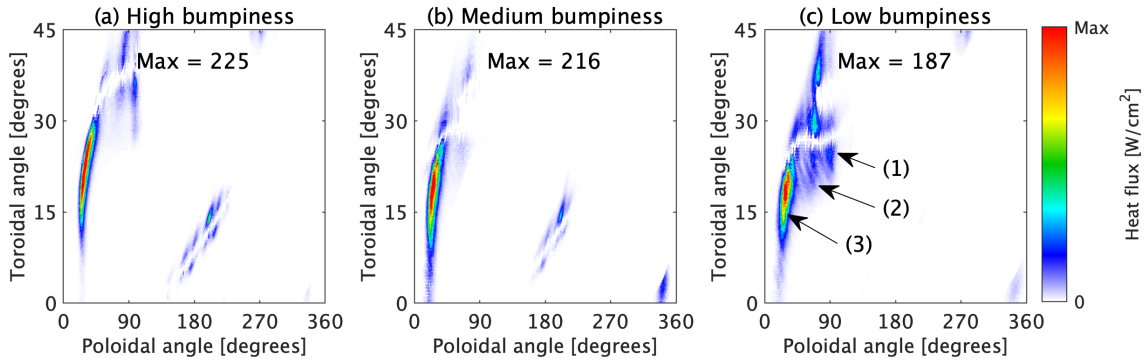 (a) High bumpiness
(b) Medium bumpiness
(c) Low bumpiness
Max = 225
Max = 216
Max = 187
Toroidal angle [degrees]
45
30
15
0
0 90 180 270 360
Poloidal angle [degrees]
Toroidal angle [degrees]
45
30
15
0
0 90 180 270 360
Poloidal angle [degrees]
Toroidal angle [degrees]
45
30
15
0
0 90 180 270 360
Poloidal angle [degrees]
(1)
(2)
(3)
Max
0
Heat flux [W/cm²]